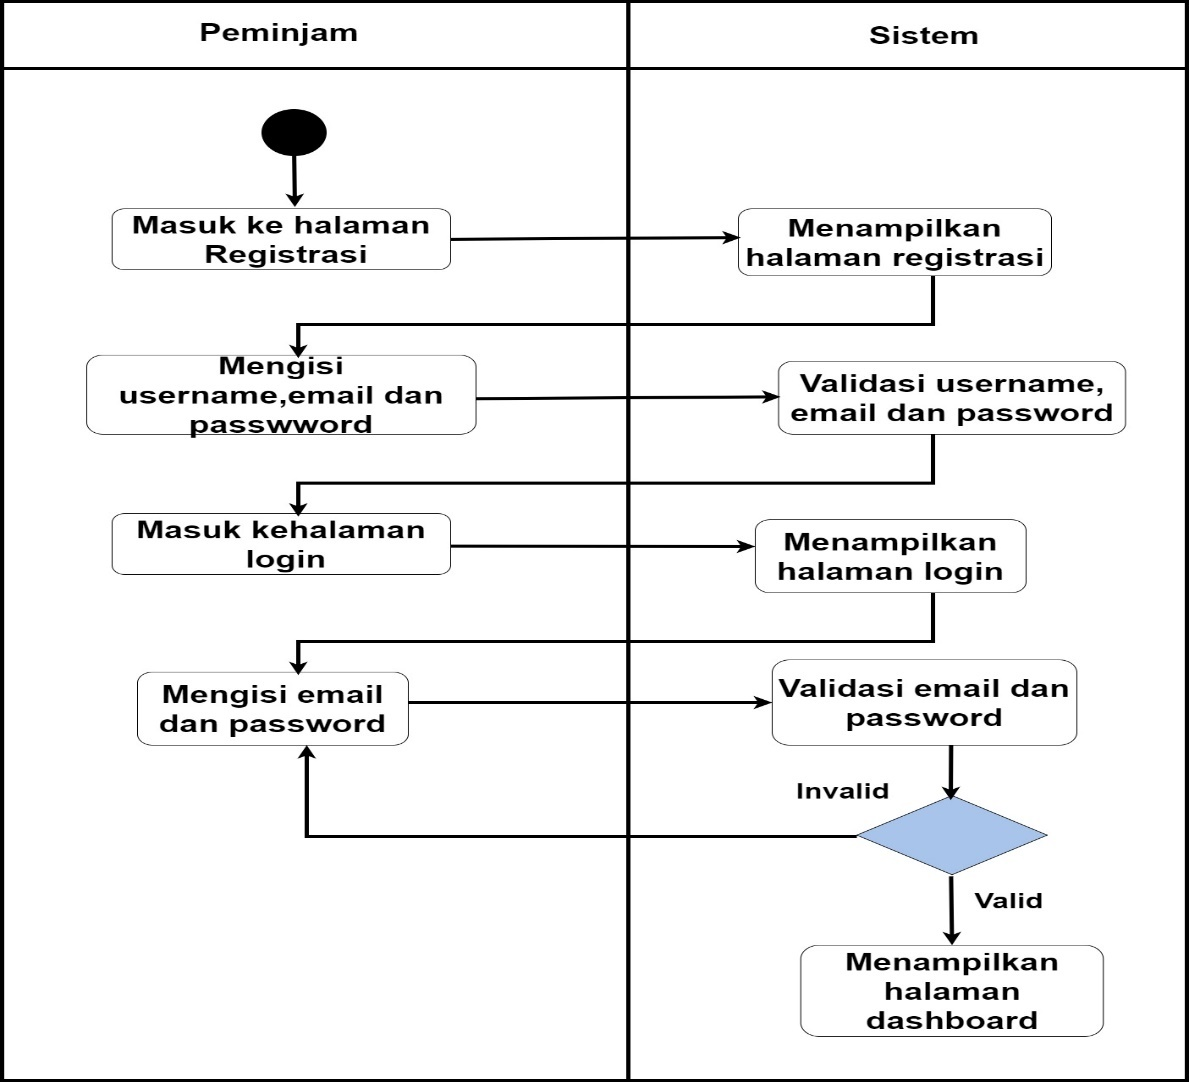 Peminjam
Sistem
Masuk ke halaman
Registrasi
Menampilkan
halaman registrasi
Mengisi
username,email dan
passwword
Validasi username,
email dan password
Masuk kehalaman
login
Menampilkan
halaman login
Mengisi email
dan password
Validasi email dan
password
Invalid
Valid
Menampilkan
halaman
dashboard